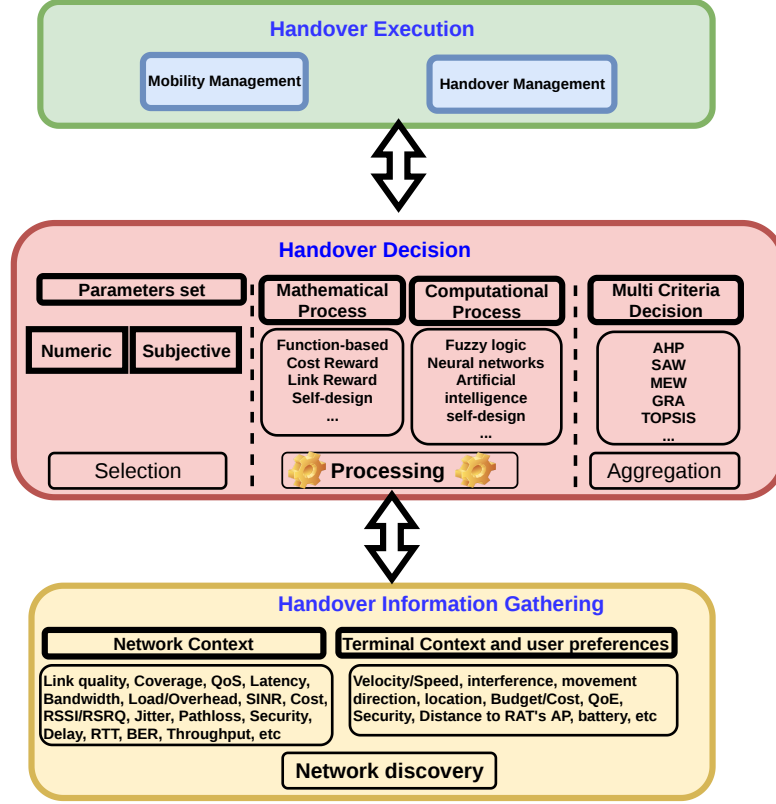 Handover Execution
Mobility Management
Handover Management
Handover Decision
Parameters set
Numeric
Subjective
Selection
Mathematical
Process
Function-based
Cost Reward
Link Reward
Self-design
...
Computational
Process
Fuzzy logic
Neural networks
Artificial
intelligence
self-design
...
Processing
Multi Criteria
Decision
AHP
SAW
MEW
GRA
TOPSIS
...
Aggregation
Handover Information Gathering
Network Context
Link quality, Coverage, QoS, Latency,
Bandwidth, Load/Overhead, SINR, Cost,
RSSI/RSRQ, Jitter, Pathloss, Security,
Delay, RTT, BER, Throughput, etc
Terminal Context and user preferences
Velocity/Speed, interference, movement
direction, location, Budget/Cost, QoE,
Security, Distance to RAT's AP, battery, etc
Network discovery